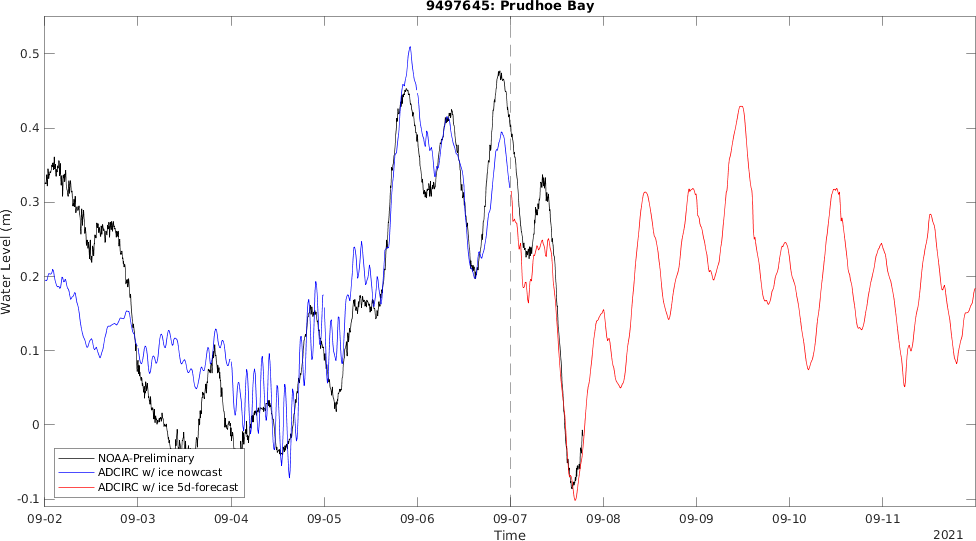 9497645: Prudhoe Bay
Water Level (m)
0.5
0.4
0.3
0.2
0.1
0
-0.1
NOAA-Preliminary
ADCIRC w/ ice nowcast
ADCIRC w/ ice 5d-forecast
09-02 09-03 09-04 09-05 09-06 09-07 09-08 09-09 09-10 09-11
Time
2021